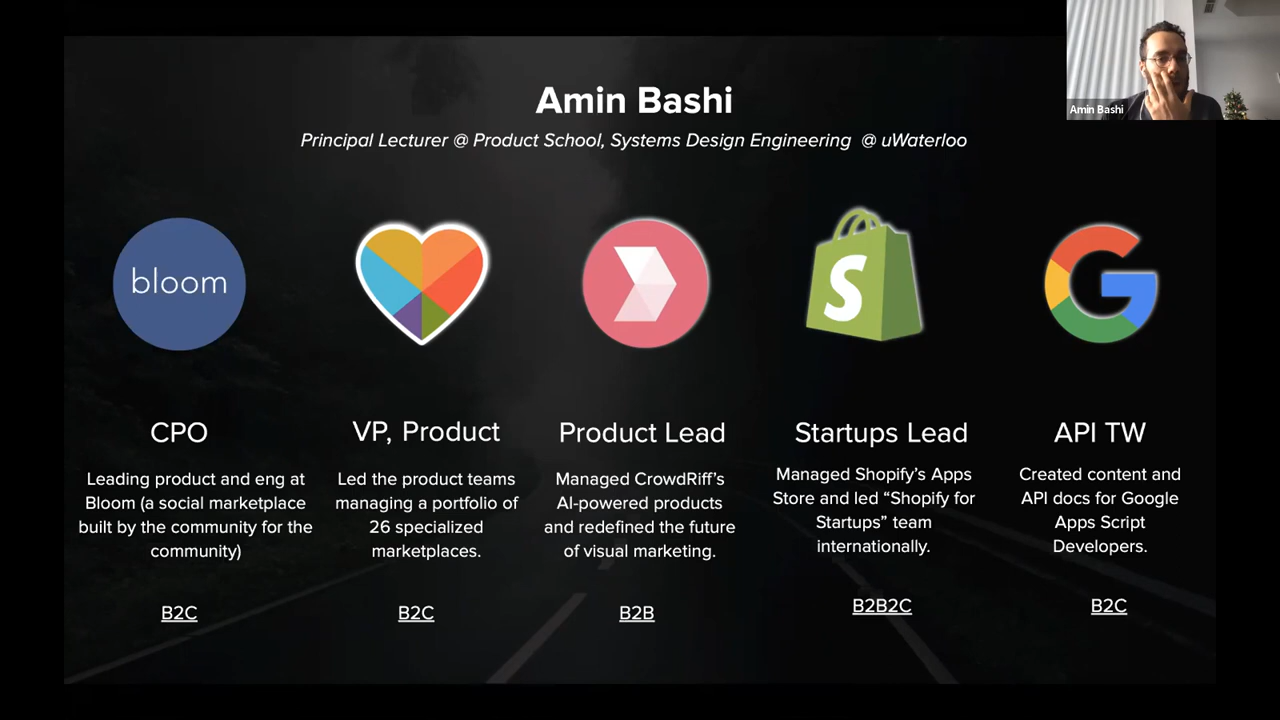 Amin Bashi
Principal Lecturer @ Product School, Systems Design Engineering @ uWaterloo
Amin Bashi
bloom
S
G
CPO
Leading product and eng at
Bloom (a social marketplace
built by the community for the
community)
B2C
VP, Product
Led the product teams
managing a portfolio of
26 specialized
marketplaces.
B2C
Product Lead
Managed CrowdRiff’s
AI-powered products
and redefined the future
of visual marketing.
B2B
Startups Lead
Managed Shopify’s Apps
Store and led “Shopify for
Startups” team
internationally.
B2B2C
API TW
Created content and
API docs for Google
Apps Script
Developers.
B2C